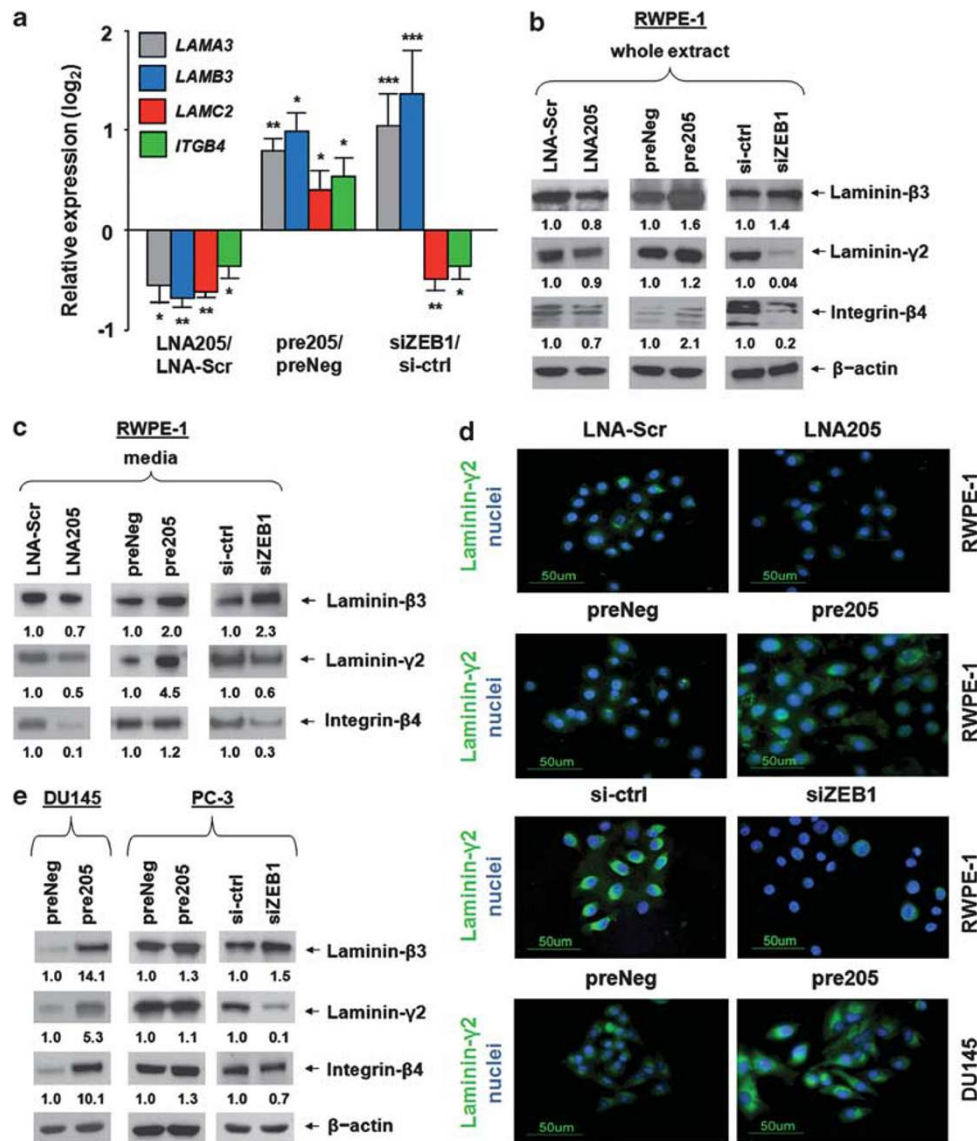 a
Relative expression (log2)
2
1
0
-1
LAMA3
LAMB3
LAMC2
ITGB4
* ** ** *
** * * *
*** *** ** *
LNA205/ LNA-Scr
pre205/ preNeg
siZEB1/ si-ctrl
b
RWPE-1
whole extract
LNA-Scr LNA205 preNeg pre205 si-ctrl siZEB1
Laminin-β3
1.0 0.8 1.0 1.6 1.0 1.4
Laminin-γ2
1.0 0.9 1.0 1.2 1.0 0.04
Integrin-β4
1.0 0.7 1.0 2.1 1.0 0.2
β-actin
c
RWPE-1
media
LNA-Scr LNA205 preNeg pre205 si-ctrl siZEB1
Laminin-β3
1.0 0.7 1.0 2.0 1.0 2.3
Laminin-γ2
1.0 0.5 1.0 4.5 1.0 0.6
Integrin-β4
1.0 0.1 1.0 1.2 1.0 0.3
d
LNA-Scr LNA205
Laminin-γ2
nuclei
50um 50um
RWPE-1
preNeg pre205
Laminin-γ2
nuclei
50um 50um
RWPE-1
si-ctrl siZEB1
Laminin-γ2
nuclei
50um 50um
RWPE-1
preNeg pre205
Laminin-γ2
nuclei
50um 50um
DU145
e
DU145 PC-3
preNeg pre205 preNeg pre205 si-ctrl siZEB1
Laminin-β3
1.0 14.1 1.0 1.3 1.0 1.5
Laminin-γ2
1.0 5.3 1.0 1.1 1.0 0.1
Integrin-β4
1.0 10.1 1.0 1.3 1.0 0.7
β-actin